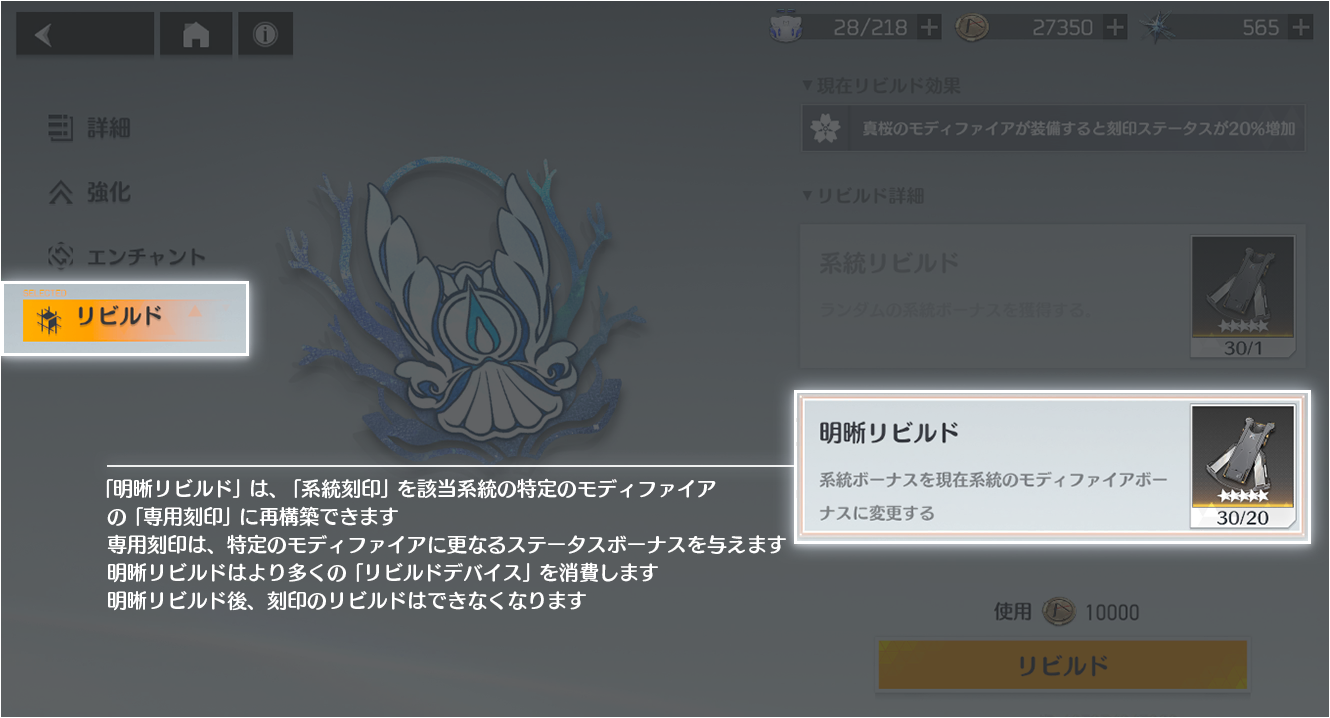 28/218
27350
565
詳細
強化
エンチャント
リビルド
▼現在リビルド効果
真桜のモディファイアが装備すると刻印ステータスが20%増加
▼リビルド詳細
系統リビルド
ランダムの系統ボーナスを獲得する。
30/1
明晰リビルド
系統ボーナスを現在系統のモディファイアボー
ナスに変更する
30/20
「明晰リビルド」は、「系統刻印」を該当系統の特定のモディファイア
の「専用刻印」に再構築できます
専用刻印は、特定のモディファイアに更なるステータスボーナスを与えます
明晰リビルドはより多くの「リビルドデバイス」を消費します
明晰リビルド後、刻印のリビルドはできなくなります
使用 10000
リビルド